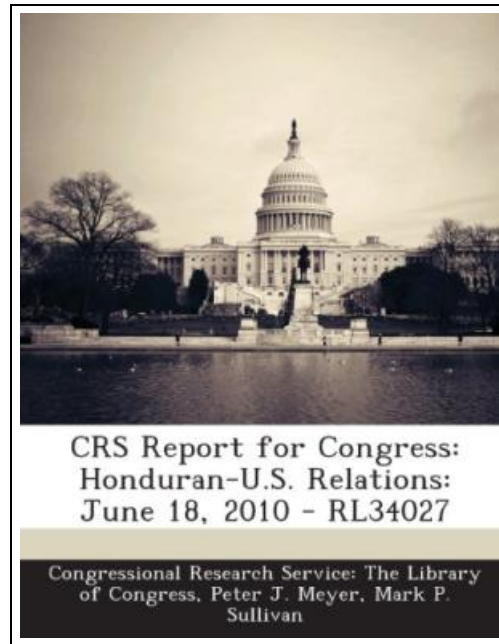 CRS Report for Congress:
Honduran-U.S. Relations:
June 18, 2010 - RL34027
Congressional Research Service: The Library
of Congress, Peter J. Meyer, Mark P.
Sullivan